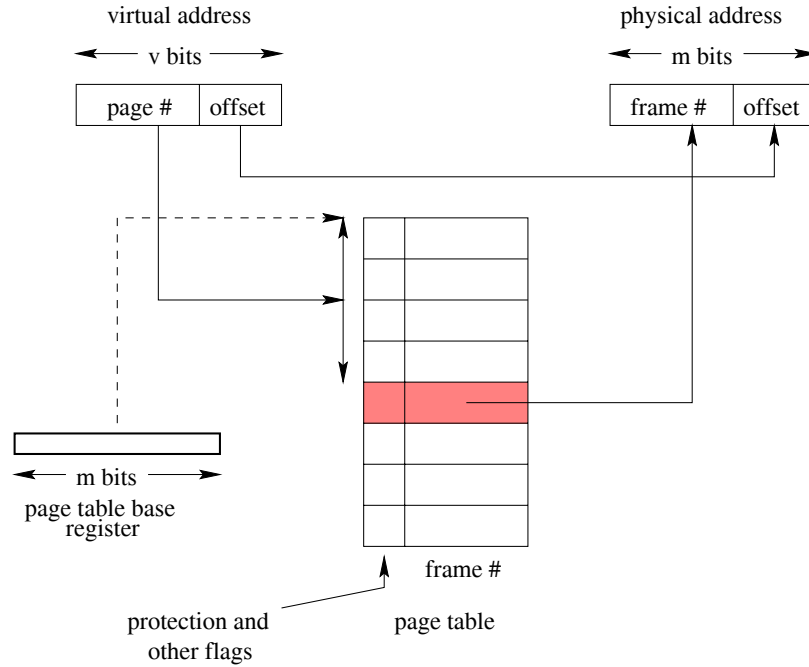 virtual address
physical address
v bits
m bits
page #
offset
frame #
offset
m bits
page table base
register
frame #
protection and
other flags
page table